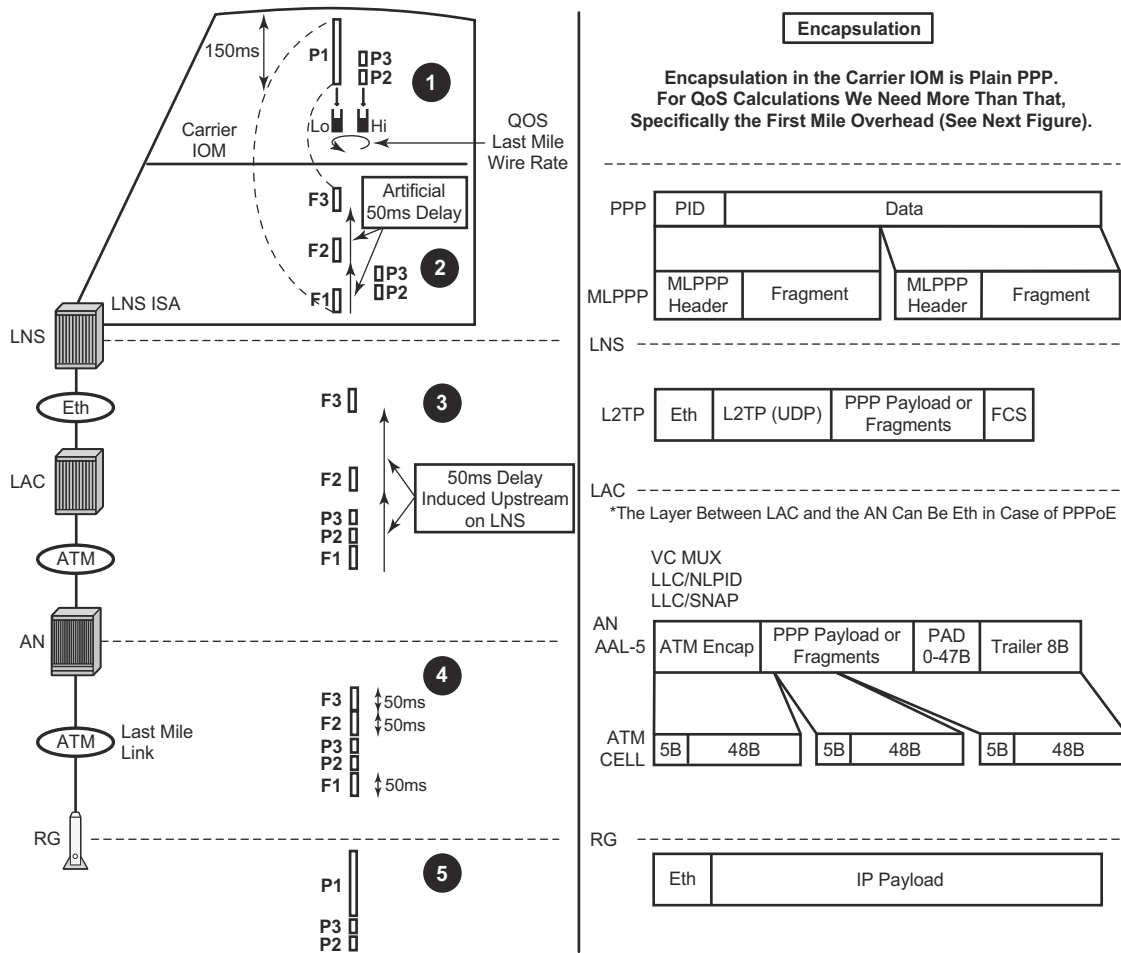 150ms
P1
P3
P2
1
Lo
Hi
QOS
Last Mile
Wire Rate
Carrier
IOM
F3
Artificial
50ms Delay
F2
2
P3
P2
F1
LNS ISA
LNS
Eth
F3
3
LAC
F2
50ms Delay
Induced Upstream
on LNS
P3
P2
F1
ATM
AN
4
F3
50ms
F2
50ms
P3
P2
F1
50ms
ATM
Last Mile
Link
RG
5
P1
P3
P2
Encapsulation
Encapsulation in the Carrier IOM is Plain PPP.
For QoS Calculations We Need More Than That,
Specifically the First Mile Overhead (See Next Figure).
PPP
PID
Data
MLPPP
MLPPP
Header
Fragment
MLPPP
Header
Fragment
LNS
L2TP
Eth
L2TP (UDP)
PPP Payload or
Fragments
FCS
LAC
*The Layer Between LAC and the AN Can Be Eth in Case of PPPoE
VC MUX
LLC/NLPID
LLC/SNAP
AN
AAL-5
ATM Encap
PPP Payload or
Fragments
PAD
0-47B
Trailer 8B
ATM
CELL
5B
48B
5B
48B
5B
48B
RG
Eth
IP Payload